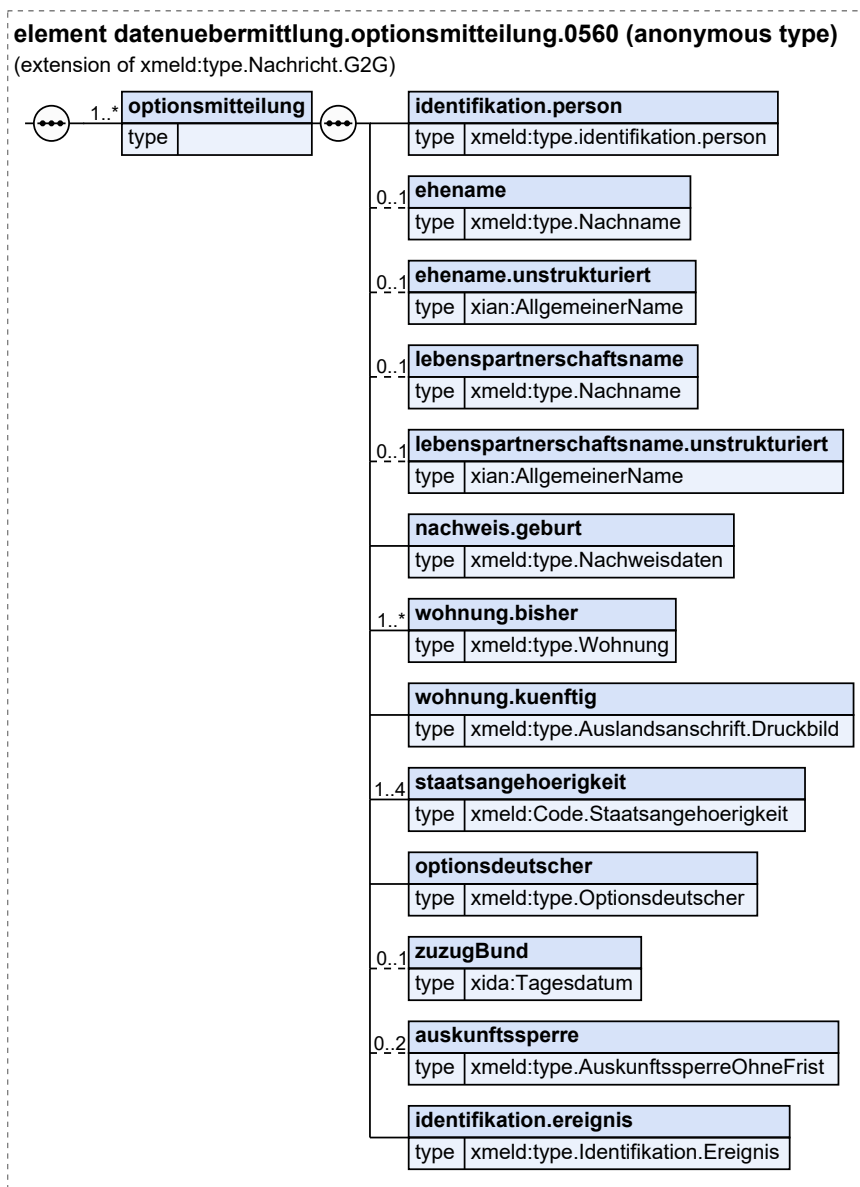 element datenuebermittlung.optionsmitteilung.0560 (anonymous type)
(extension of xmeld:type.Nachricht.G2G)
1..* optionsmitteilung
type
identifikation.person
type xmeld:type.identifikation.person
0..1 ehename
type xmeld:type.Nachname
0..1 ehename.unstrukturiert
type xian:AllgemeinerName
0..1 lebenspartnerschaftsname
type xmeld:type.Nachname
0..1 lebenspartnerschaftsname.unstrukturiert
type xian:AllgemeinerName
nachweis.geburt
type xmeld:type.Nachweisdaten
1..* wohnung.bisher
type xmeld:type.Wohnung
wohnung.kuenftig
type xmeld:type.Auslandsanschrift.Druckbild
1..4 staatsangehoerigkeit
type xmeld:Code.Staatsangehoerigkeit
optionsdeutscher
type xmeld:type.Optionsdeutscher
0..1 zuzugBund
type xida:Tagesdatum
0..2 auskunftssperre
type xmeld:type.AuskunftssperreOhneFrist
identifikation.ereignis
type xmeld:type.Identifikation.Ereignis